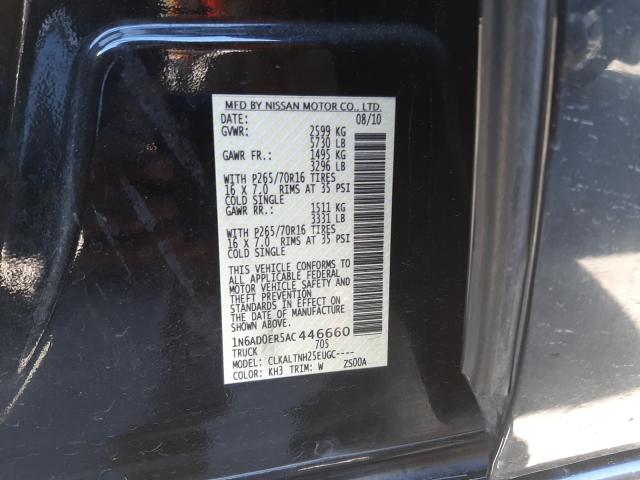 MFD BY NISSAN MOTOR CO., LTD.
DATE: 08/10
GVWR: 2599 KG
5730 LB
GAWR FR.: 1495 KG
3296 LB
WITH P265/70R16 TIRES
16 X 7.0 RIMS AT 35 PSI
COLD SINGLE
GAWR RR.: 1511 KG
3331 LB
WITH P265/70R16 TIRES
16 X 7.0 RIMS AT 35 PSI
COLD SINGLE
THIS VEHICLE CONFORMS TO
ALL APPLICABLE FEDERAL
MOTOR VEHICLE SAFETY AND
THEFT PREVENTION
STANDARDS IN EFFECT ON THE
DATE OF MANUFACTURE
SHOWN ABOVE.
1N6AD0ER5AC446660
TRUCK 705
MODEL: CLKALTNH25EUGC----
COLOR: KH3 TRIM: W ZS00A